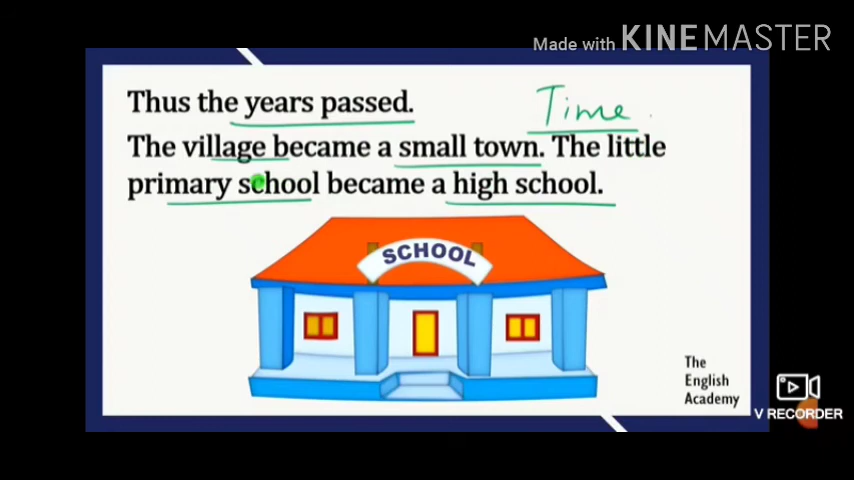 Made with KINEMASTER
Thus the years passed.
Time
The village became a small town. The little
primary school became a high school.
SCHOOL
The
English
Academy
V RECORDER